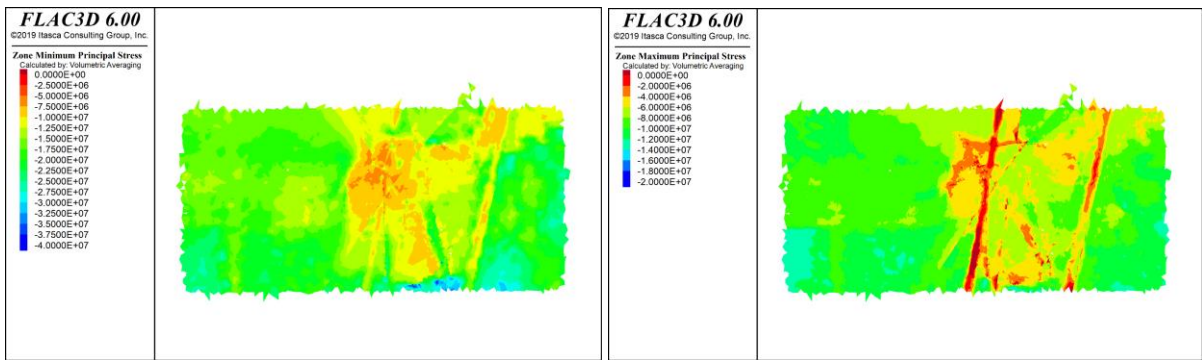 FLAC3D 6.00
©2019 Itasca Consulting Group, Inc.
Zone Minimum Principal Stress
Calculated by: Volumetric Averaging
0.0000E+00
-2.5000E+06
-5.0000E+06
-7.5000E+06
-1.0000E+07
-1.2500E+07
-1.5000E+07
-1.7500E+07
-2.0000E+07
-2.2500E+07
-2.5000E+07
-2.7500E+07
-3.0000E+07
-3.2500E+07
-3.5000E+07
-3.7500E+07
-4.0000E+07
FLAC3D 6.00
©2019 Itasca Consulting Group, Inc.
Zone Maximum Principal Stress
Calculated by: Volumetric Averaging
0.0000E+00
-2.0000E+06
-4.0000E+06
-6.0000E+06
-8.0000E+06
-1.0000E+07
-1.2000E+07
-1.4000E+07
-1.6000E+07
-1.8000E+07
-2.0000E+07